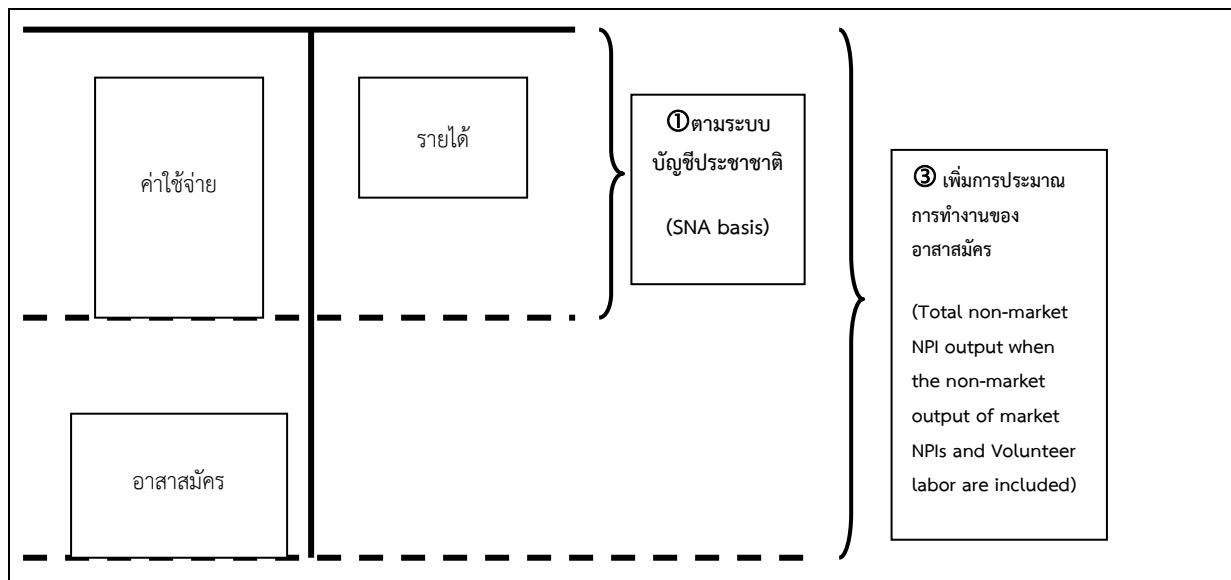 ค่าใช้จ่าย
รายได้
①ตามระบบ
บัญชีประชาชาติ
(SNA basis)
③ เพิ่มการประมาณ
การทำงานของ
อาสาสมัคร
(Total non-market
NPI output when
the non-market
output of market
NPIs and Volunteer
labor are included)
อาสาสมัคร